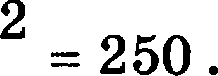 2
= 250 .